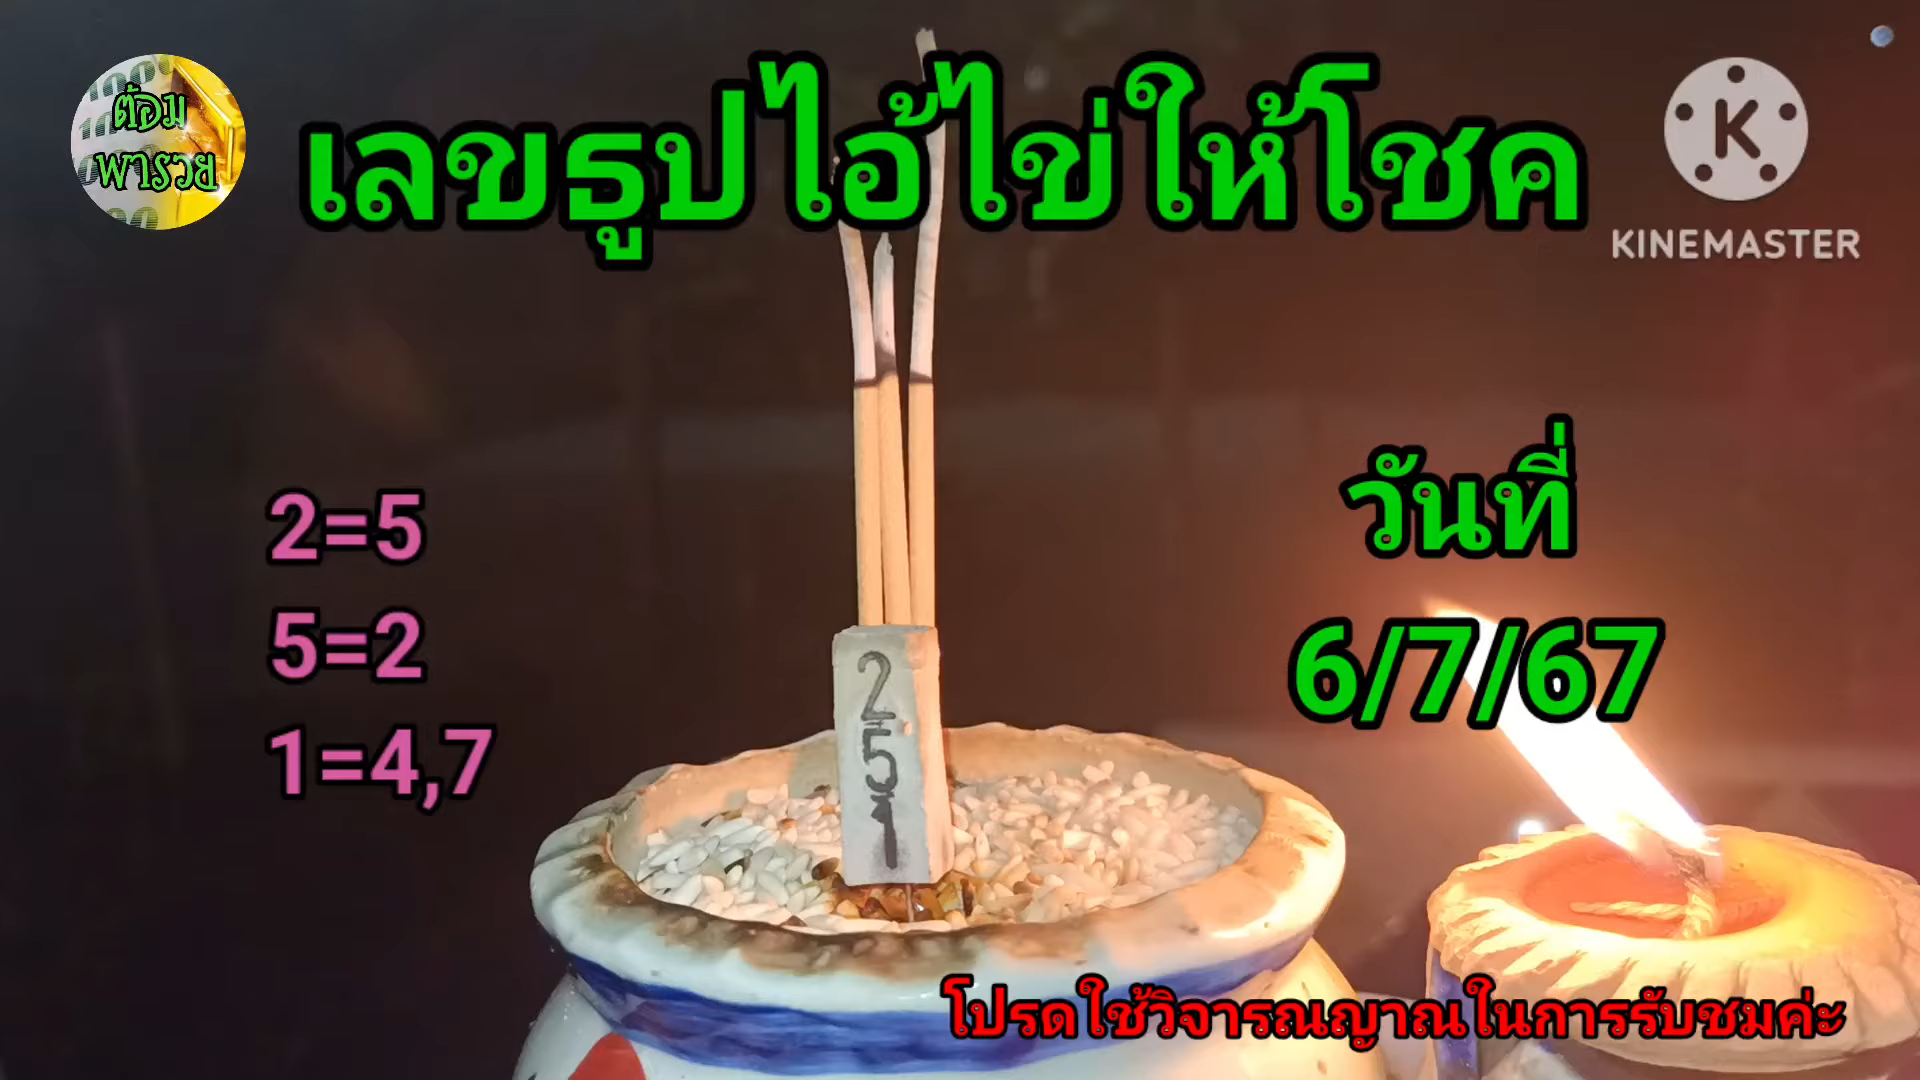 ต้อม
พารวย
เลขธูปไอ้ไข่ให้โชค
KINEMASTER
2=5
5=2
1=4,7
วันที่
6/7/67
2
5
1
โปรดใช้วิจารณญาณในการรับชมค่ะ